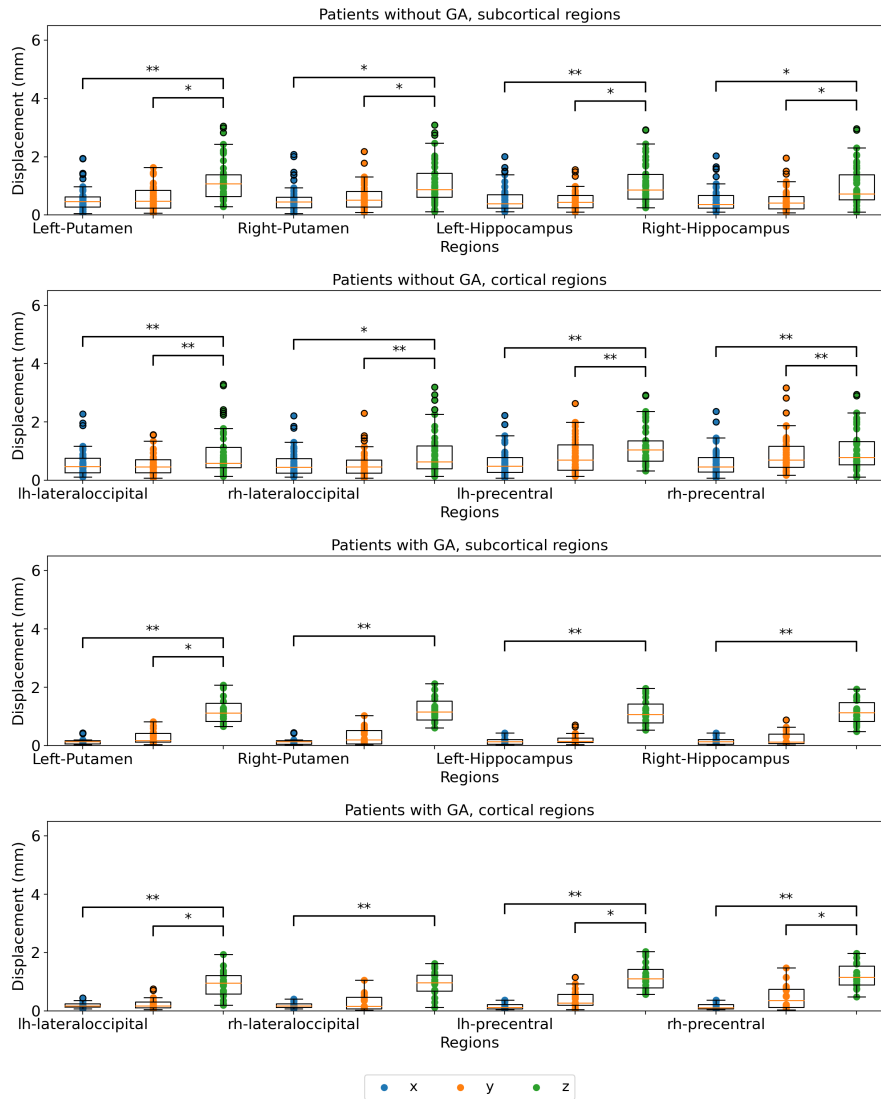 Patients without GA, subcortical regions
6
4
2
0
Displacement (mm)
** * * * ** * * *
Left-Putamen Right-Putamen Left-Hippocampus Right-Hippocampus
Regions
Patients without GA, cortical regions
6
4
2
0
Displacement (mm)
** ** * ** ** ** ** **
lh-lateraloccipital rh-lateraloccipital lh-precentral rh-precentral
Regions
Patients with GA, subcortical regions
6
4
2
0
Displacement (mm)
** * ** ** **
Left-Putamen Right-Putamen Left-Hippocampus Right-Hippocampus
Regions
Patients with GA, cortical regions
6
4
2
0
Displacement (mm)
** * ** ** * ** *
lh-lateraloccipital rh-lateraloccipital lh-precentral rh-precentral
Regions
x y z